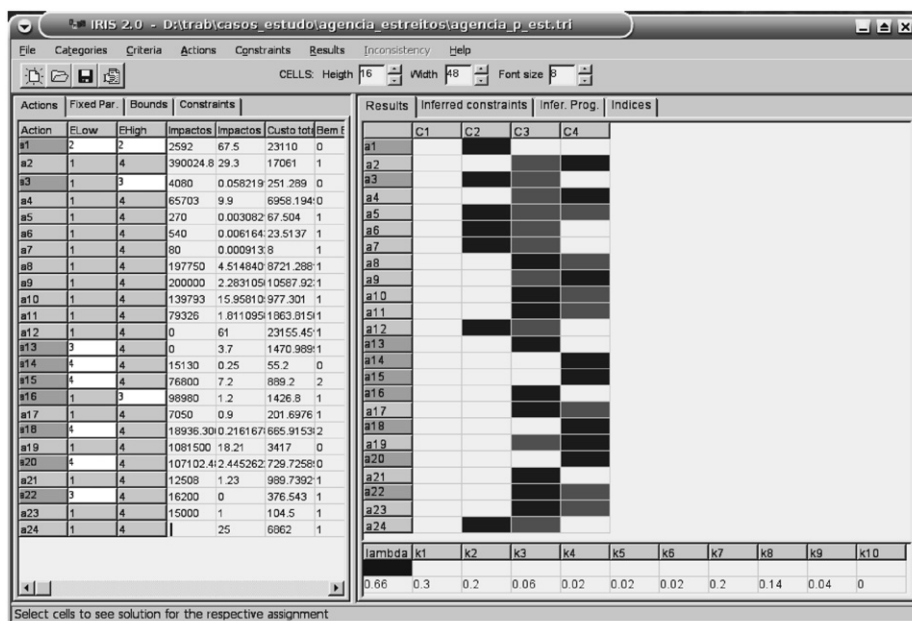 IRIS 2.0 - D:\trab\casos_estudo\agencia_estreitos\agencia_p_est.tri
File Categories Criteria Actions Constraints Results Inconsistency Help
CELLS: Heigth 16 Width 48 Font size 8
Actions Fixed Par. Bounds Constraints
Action ELow EHigh Impactos Impactos Custo tota Bem E
a1 2 2 2592 67.5 23110 0
a2 1 4 390024.8 29.3 17061 1
a3 1 3 4080 0.058219 251.289 0
a4 1 4 65703 9.9 6958.194 0
a5 1 4 270 0.003082 67.504 1
a6 1 4 540 0.006164 23.5137 1
a7 1 4 80 0.000913 8 1
a8 1 4 197750 4.514840 8721.288 1
a9 1 4 200000 2.283105 10587.92 1
a10 1 4 139793 15.95810 977.301 1
a11 1 4 79326 1.811095 1863.815 1
a12 1 4 0 61 23155.45 1
a13 3 4 0 3.7 1470.989 1
a14 4 4 15130 0.25 55.2 0
a15 4 4 76800 7.2 889.2 2
a16 1 3 98980 1.2 1426.8 1
a17 1 4 7050 0.9 201.6976 1
a18 4 4 18936.30 0.216167 665.915 2
a19 1 4 1081500 18.21 3417 0
a20 4 4 107102.4 2.445262 729.7258 0
a21 1 4 12508 1.23 989.7392 1
a22 3 4 16200 0 376.543 1
a23 1 4 15000 1 104.5 1
a24 1 4 25 6862 1
Results Inferred constraints Infer. Prog. Indices
C1 C2 C3 C4
a1
a2
a3
a4
a5
a6
a7
a8
a9
a10
a11
a12
a13
a14
a15
a16
a17
a18
a19
a20
a21
a22
a23
a24
lambda k1 k2 k3 k4 k5 k6 k7 k8 k9 k10
0.66 0.3 0.2 0.06 0.02 0.02 0.02 0.2 0.14 0.04 0
Select cells to see solution for the respective assignment